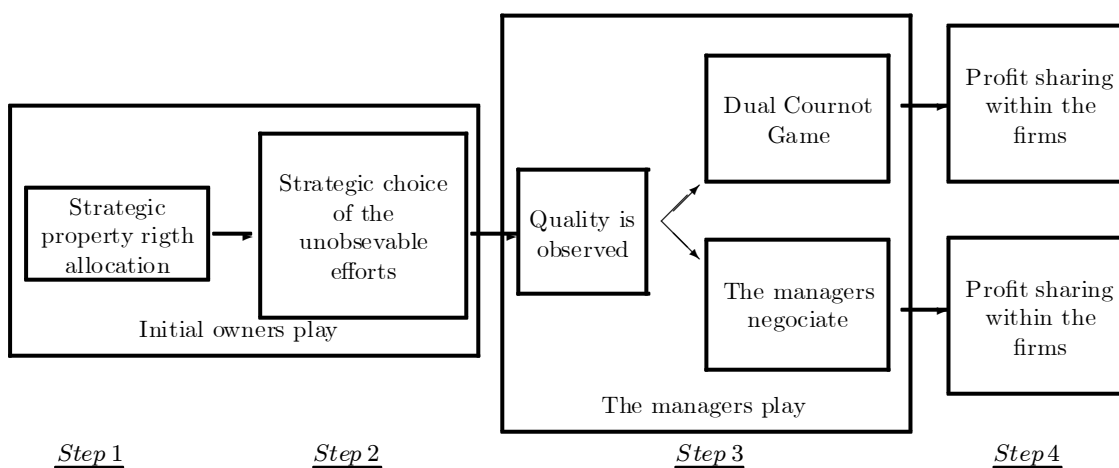 Strategic
property rigth
allocation
Strategic choice
of the
unobsevable
efforts
Initial owners play
Quality is
observed
Dual Cournot
Game
The managers
negociate
The managers play
Profit sharing
within the
firms
Profit sharing
within the
firms
Step 1
Step 2
Step 3
Step 4